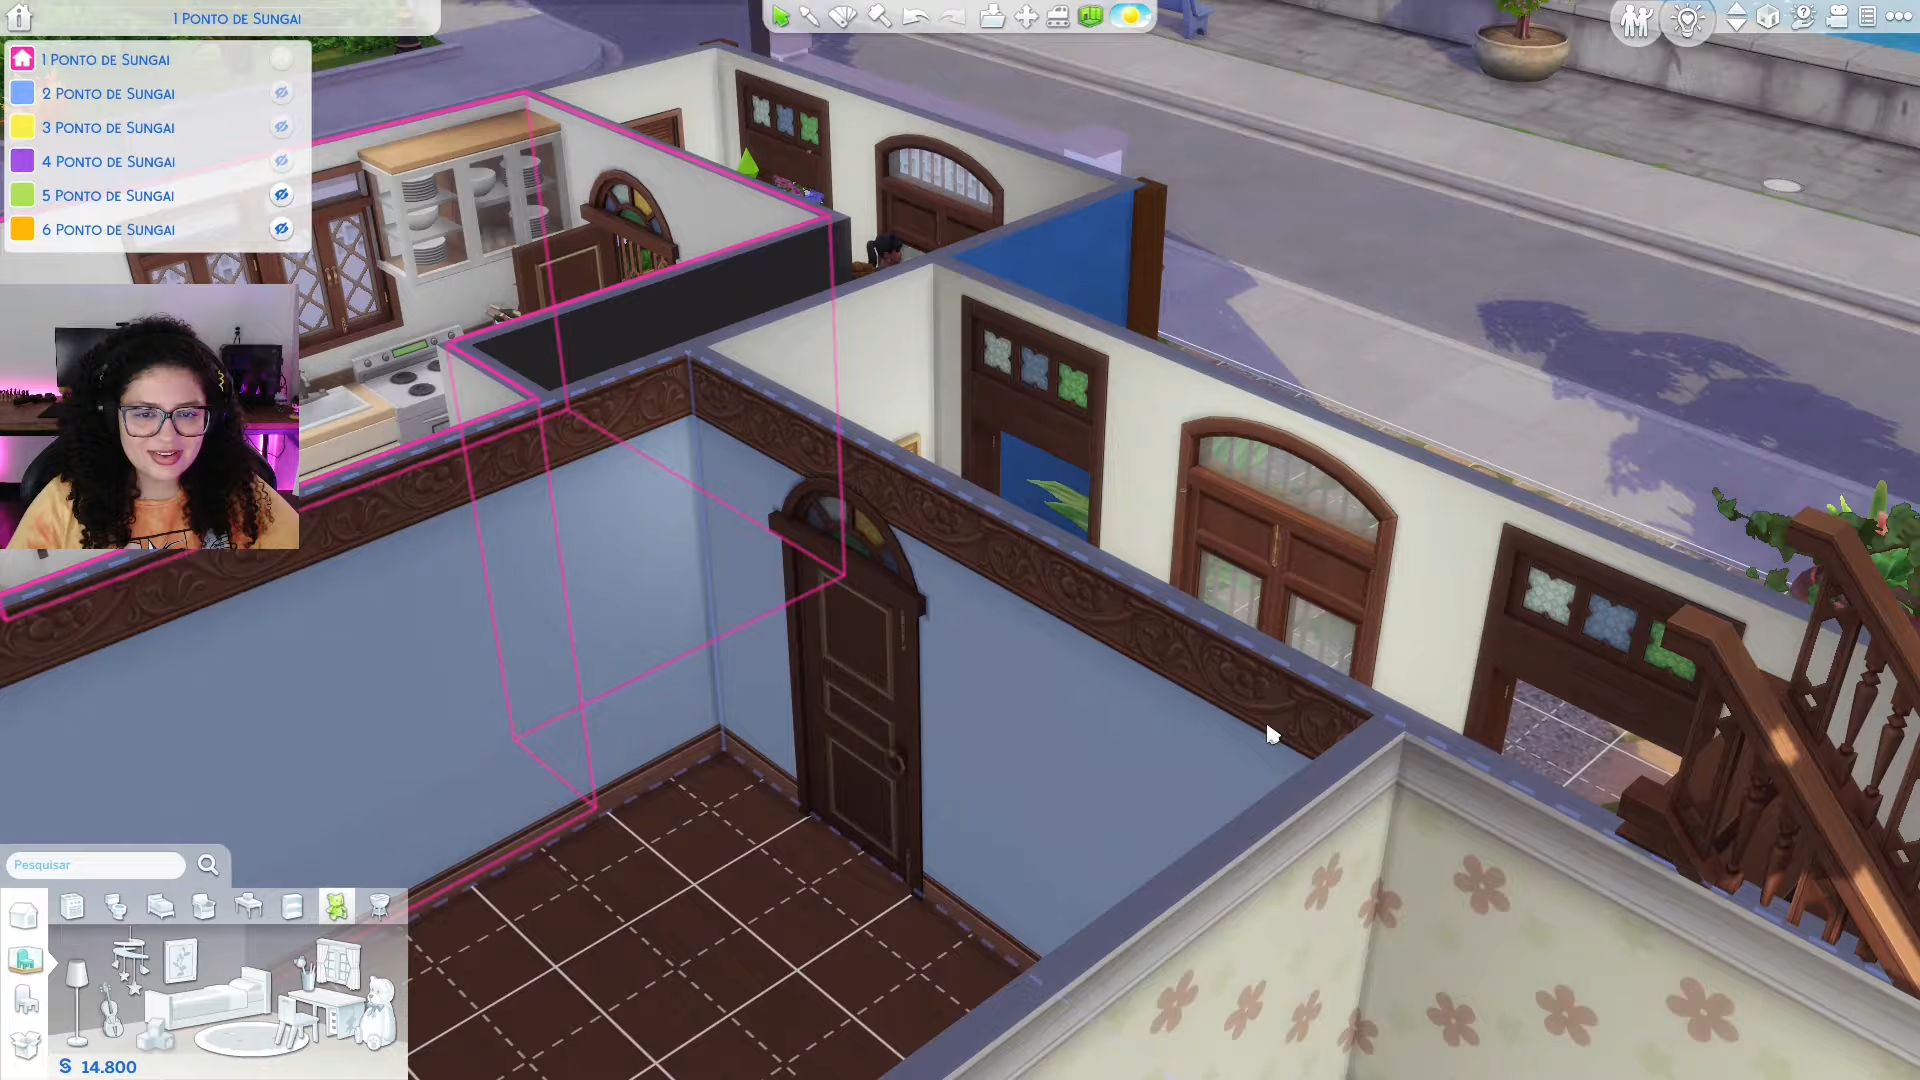 1 Ponto de Sungai
1 Ponto de Sungai
2 Ponto de Sungai
3 Ponto de Sungai
4 Ponto de Sungai
5 Ponto de Sungai
6 Ponto de Sungai
Pesquisar
§ 14.800